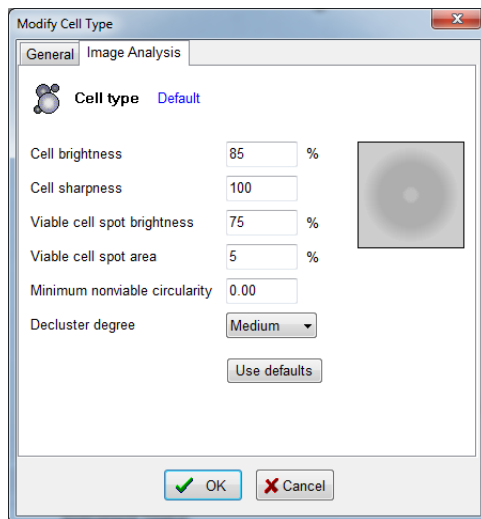 Modify Cell Type
X
General Image Analysis
Cell type Default
Cell brightness 85 %
Cell sharpness 100
Viable cell spot brightness 75 %
Viable cell spot area 5 %
Minimum nonviable circularity 0.00
Decluster degree Medium
Use defaults
OK Cancel